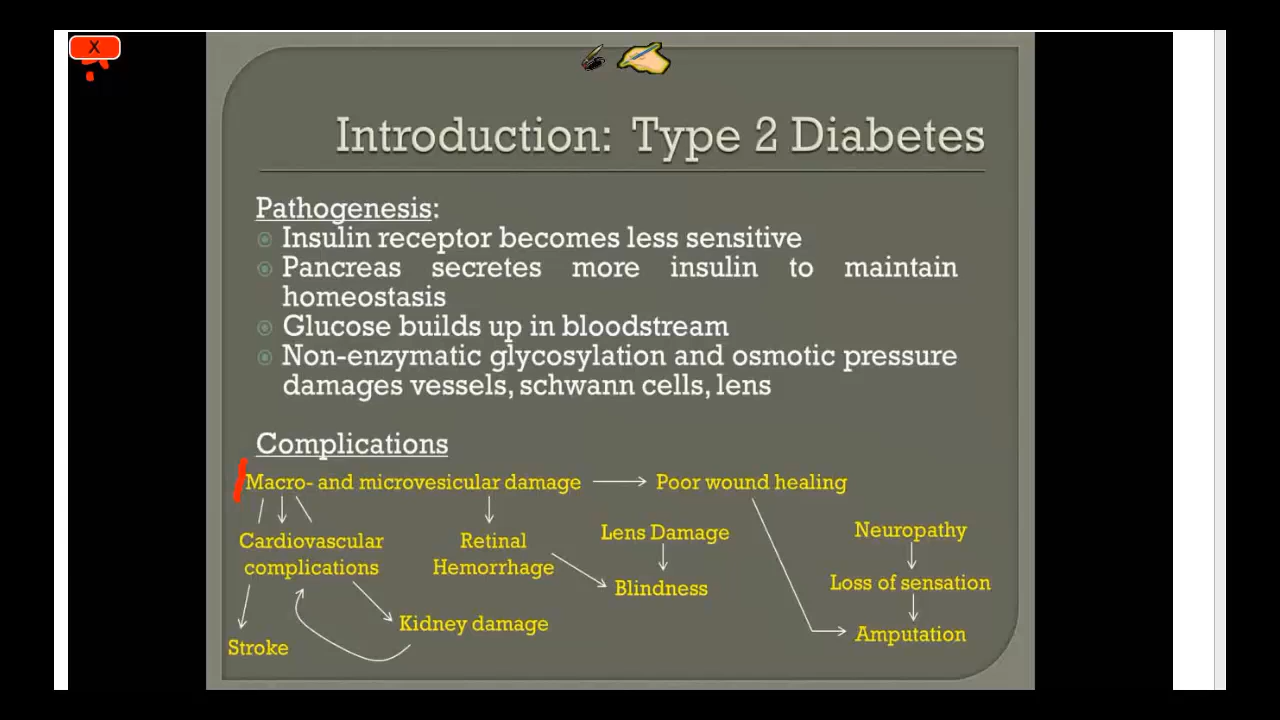 X
Introduction: Type 2 Diabetes
Pathogenesis:
Insulin receptor becomes less sensitive
Pancreas secretes more insulin to maintain
homeostasis
Glucose builds up in bloodstream
Non-enzymatic glycosylation and osmotic pressure
damages vessels, schwann cells, lens
Complications
Macro- and microvesicular damage
Poor wound healing
Cardiovascular
complications
Retinal
Hemorrhage
Lens Damage
Blindness
Neuropathy
Loss of sensation
Amputation
Kidney damage
Stroke